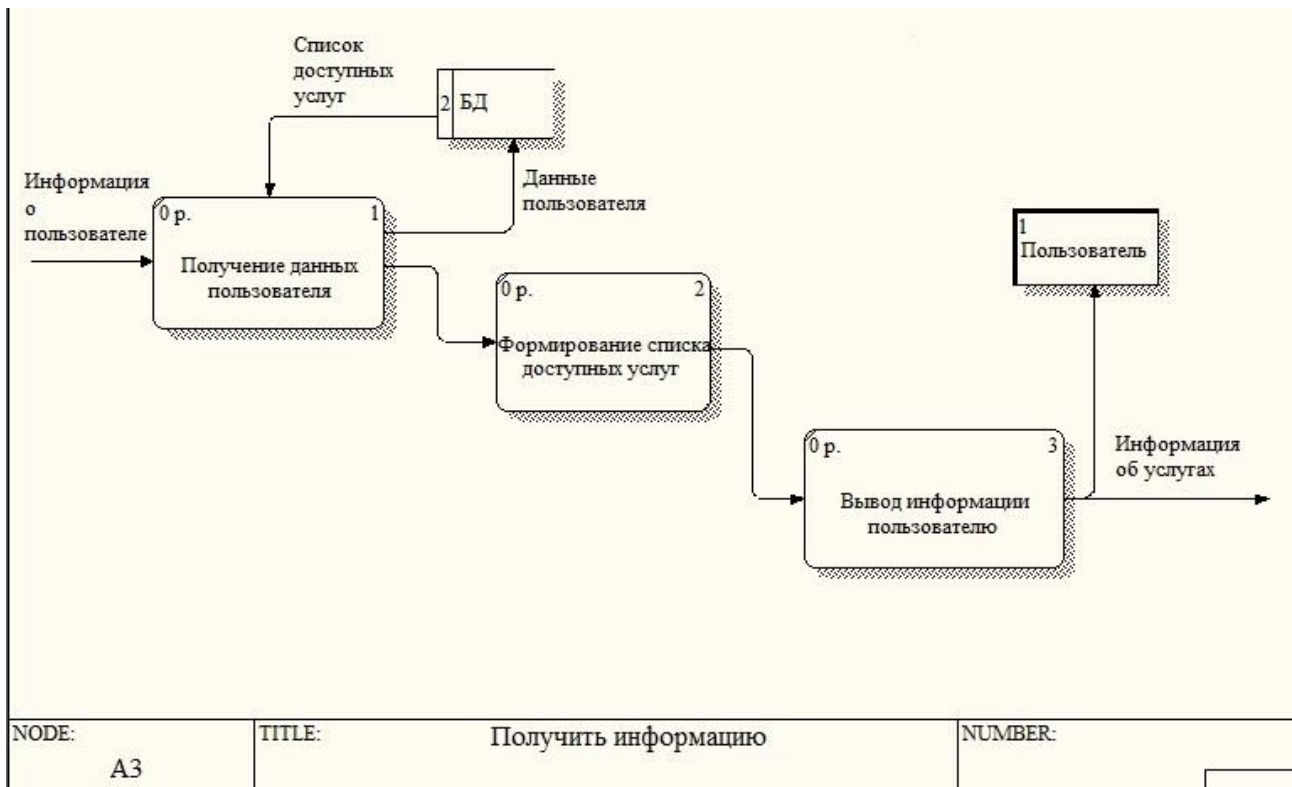 Список
доступных
услуг
2 БД
Информация
о
пользователе
Данные
пользователя
0 р. 1
Получение данных
пользователя
1
Пользователь
0 р. 2
Формирование списка
доступных услуг
0 р. 3
Вывод информации
пользователю
Информация
об услугах
NODE:
A3
TITLE:
Получить информацию
NUMBER: